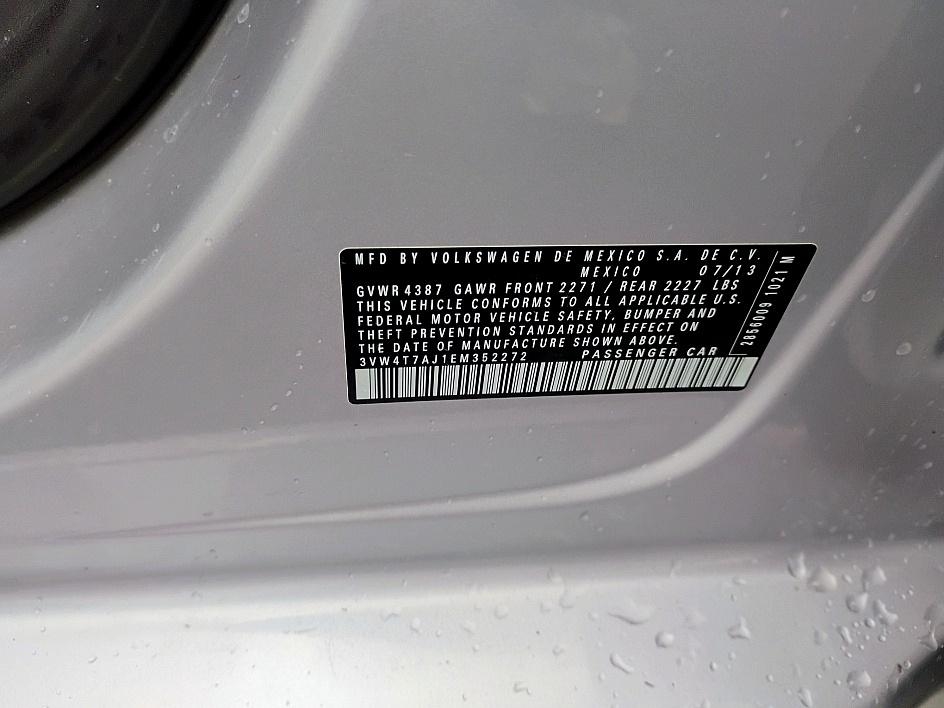 MFD BY VOLKSWAGEN DE MEXICO S.A. DE C.V.
MEXICO 07/13
GVWR 4387 GAWR FRONT 2271 / REAR 2227 LBS
THIS VEHICLE CONFORMS TO ALL APPLICABLE U.S.
FEDERAL MOTOR VEHICLE SAFETY, BUMPER AND
THEFT PREVENTION STANDARDS IN EFFECT ON
THE DATE OF MANUFACTURE SHOWN ABOVE.
3VW4T7AJ1EM352272 PASSENGER CAR
2856009 1021 M